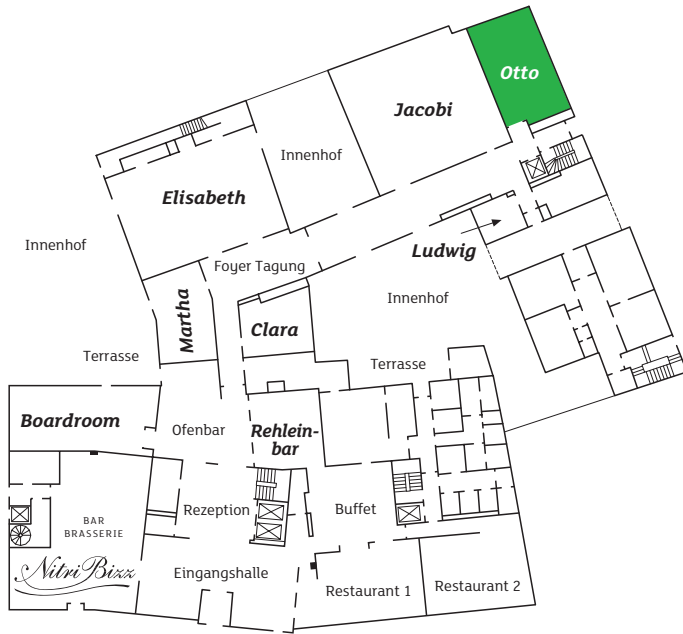 Otto
Jacobi
Innenhof
Elisabeth
Innenhof
Ludwig
Foyer Tagung
Innenhof
Martha
Clara
Terrasse
Terrasse
Boardroom
Ofenbar
Rehlein-
bar
Rezeption
Buffet
BAR
BRASSERIE
NitriBizz
Eingangshalle
Restaurant 1
Restaurant 2